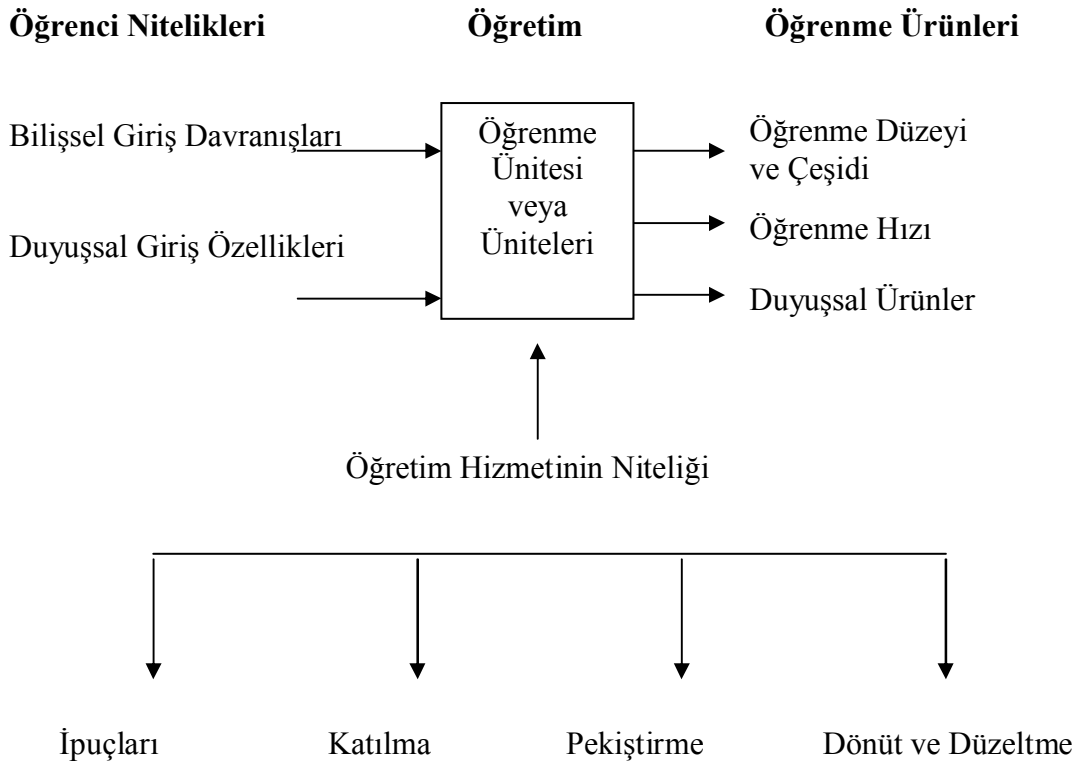 Öğrenci Nitelikleri Öğretim Öğrenme Ürünleri
Bilişsel Giriş Davranışları
Duyuşsal Giriş Özellikleri
Öğrenme
Ünitesi
veya
Üniteleri
Öğrenme Düzeyi
ve Çeşidi
Öğrenme Hızı
Duyuşsal Ürünler
Öğretim Hizmetinin Niteliği
İpuçları Katılma Pekiştirme Dönüt ve Düzeltme